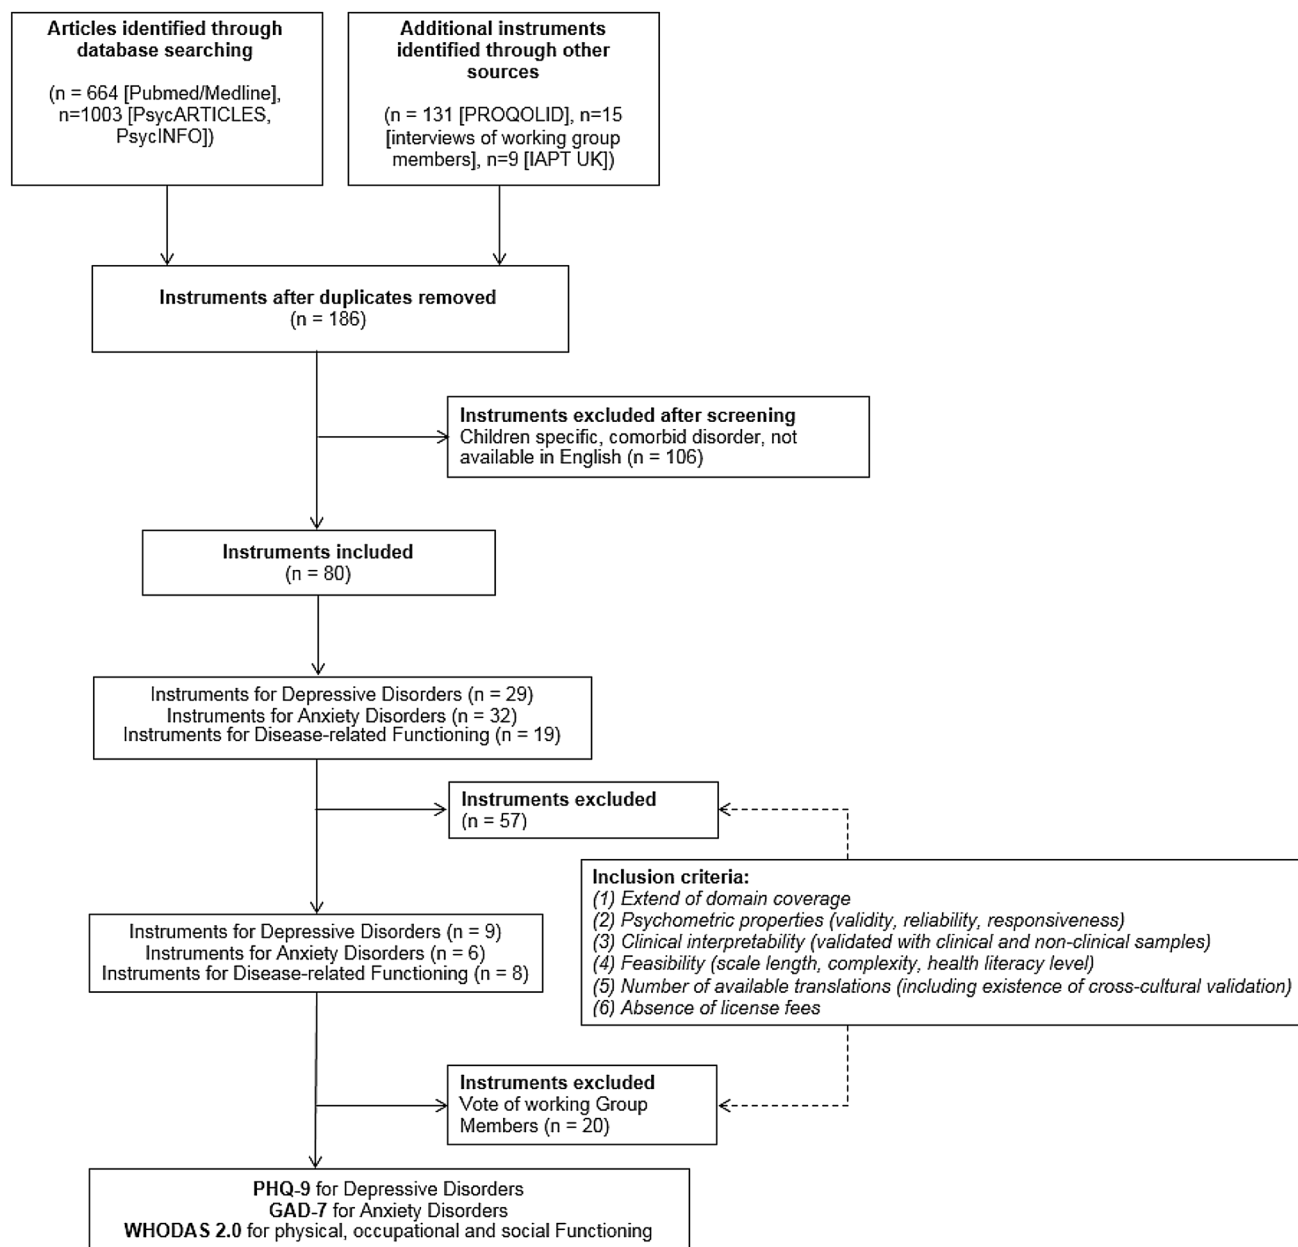 Articles identified through
database searching
(n = 664 [Pubmed/Medline],
n=1003 [PsycARTICLES,
PsycINFO])
Additional instruments
identified through other
sources
(n = 131 [PROQOLID), n=15
[interviews of working group
members], n=9 [IAPT UK])
Instruments after duplicates removed
(n = 186)
Instruments excluded after screening
Children specific, comorbid disorder, not
available in English (n = 106)
Instruments included
(n = 80)
Instruments for Depressive Disorders (n = 29)
Instruments for Anxiety Disorders (n = 32)
Instruments for Disease-related Functioning (n = 19)
Instruments excluded
(n = 57)
Inclusion criteria:
(1) Extend of domain coverage
(2) Psychometric properties (validity, reliability, responsiveness)
(3) Clinical interpretability (validated with clinical and non-clinical samples)
(4) Feasibility (scale length, complexity, health literacy level)
(5) Number of available translations (including existence of cross-cultural validation)
(6) Absence of license fees
Instruments for Depressive Disorders (n = 9)
Instruments for Anxiety Disorders (n = 6)
Instruments for Disease-related Functioning (n = 8)
Instruments excluded
Vote of working Group
Members (n = 20)
PHQ-9 for Depressive Disorders
GAD-7 for Anxiety Disorders
WHODAS 2.0 for physical, occupational and social Functioning